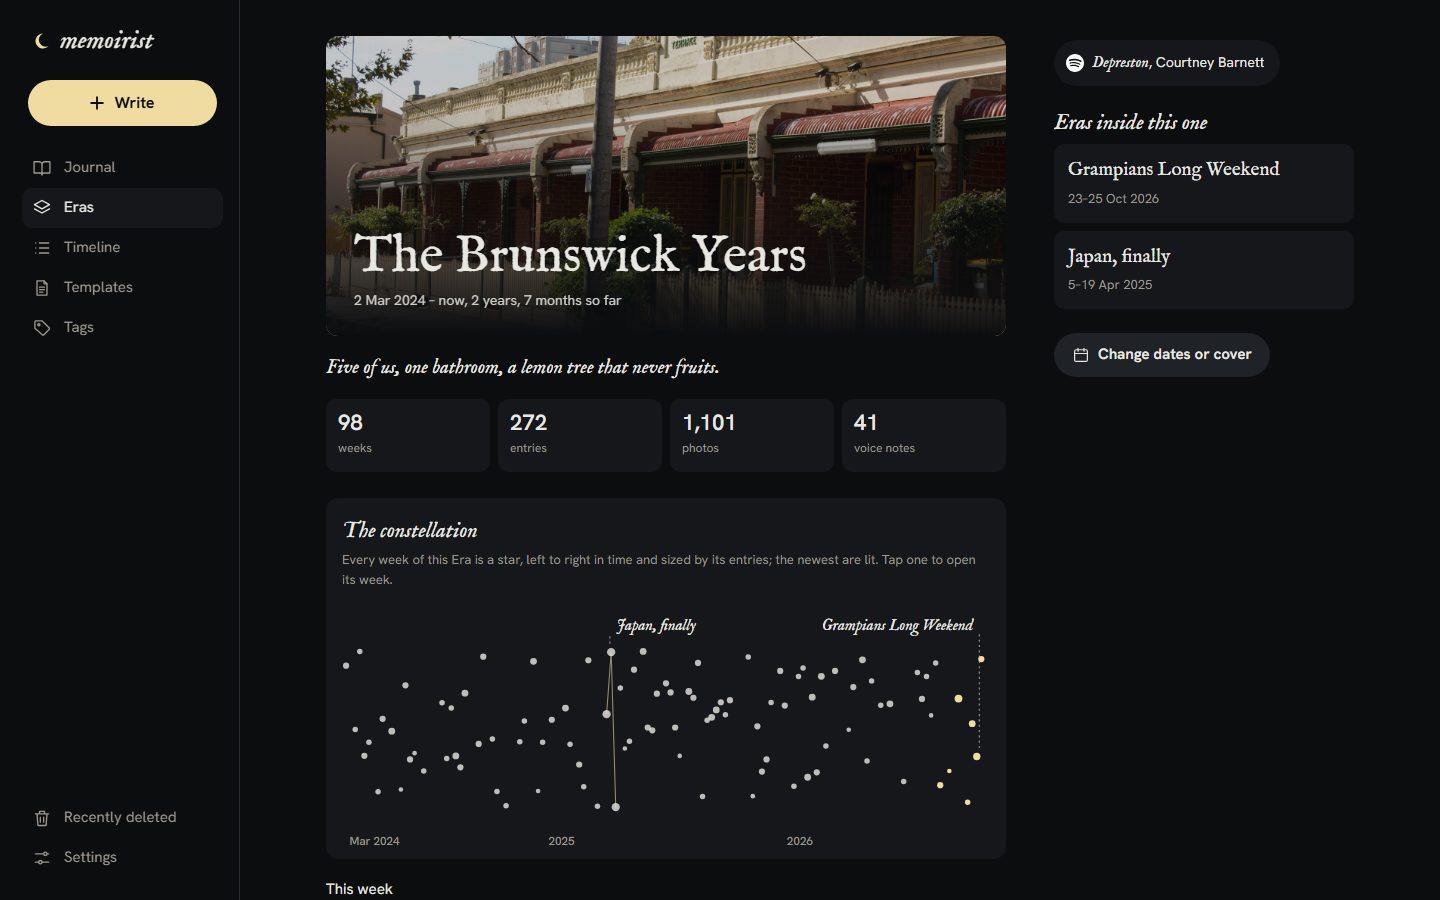 memoirist
Write
Journal
Eras
Timeline
Templates
Tags
Recently deleted
Settings
TERRACE
The Brunswick Years
2 Mar 2024 – now, 2 years, 7 months so far
Five of us, one bathroom, a lemon tree that never fruits.
98
weeks
272
entries
1,101
photos
41
voice notes
The constellation
Every week of this Era is a star, left to right in time and sized by its entries; the newest are lit. Tap one to open
its week.
Japan, finally
Grampians Long Weekend
Mar 2024
2025
2026
This week
Depreston, Courtney Barnett
Eras inside this one
Grampians Long Weekend
23–25 Oct 2026
Japan, finally
5–19 Apr 2025
Change dates or cover